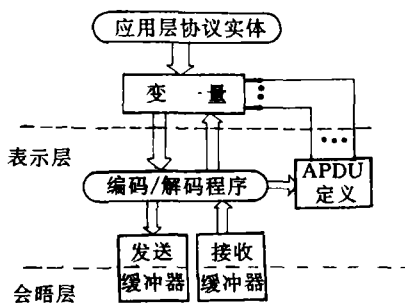 应用层协议实体
变 量
表示层
编码/解码程序
APDU
定义
发送
缓冲器
接收
缓冲器
会晤层